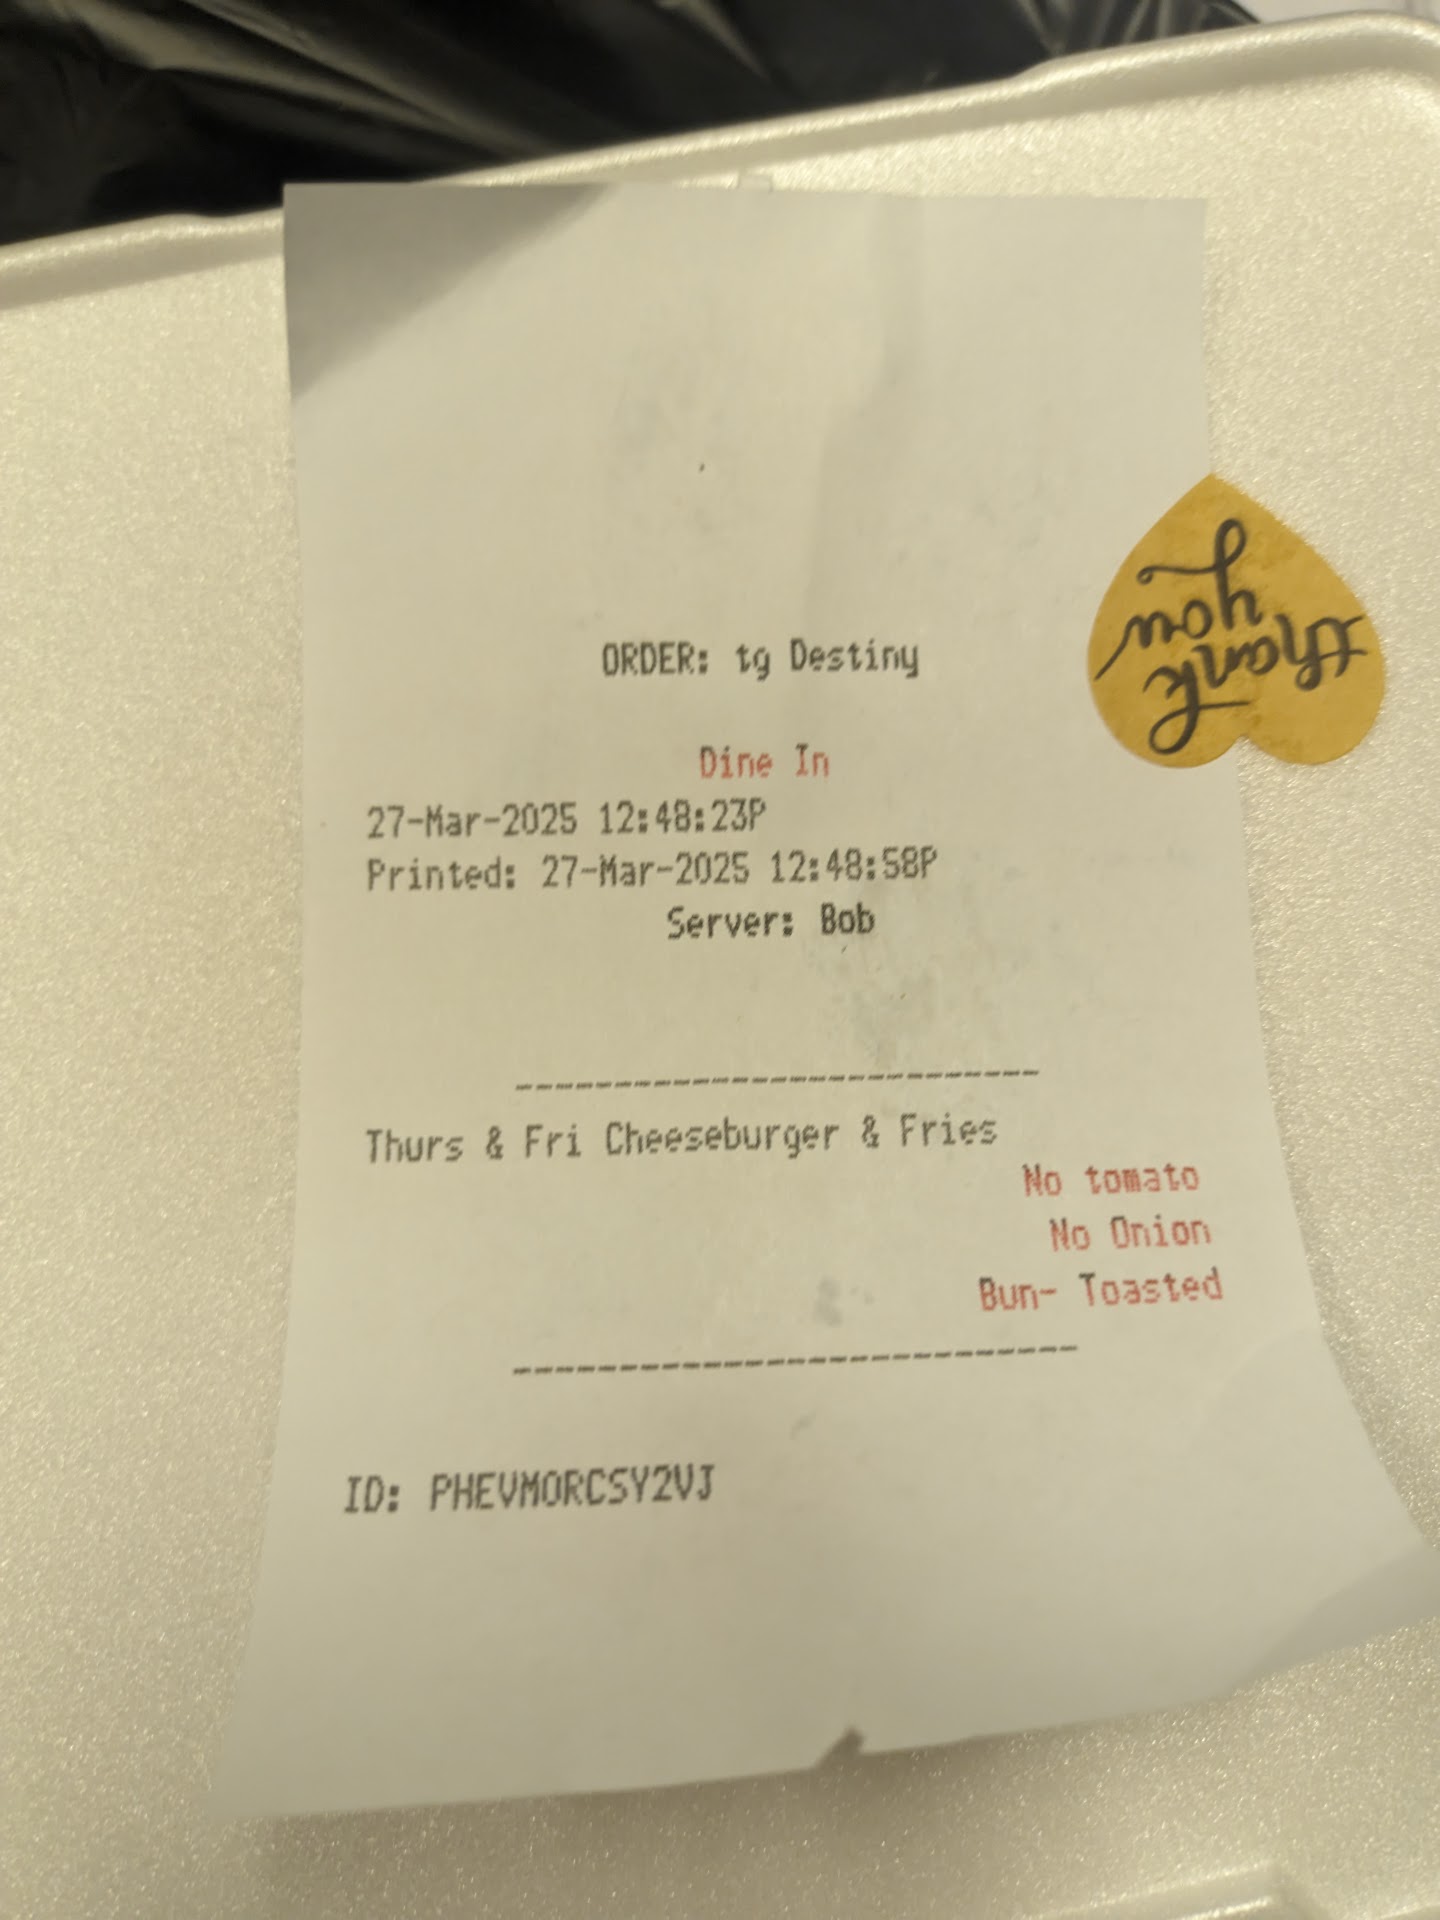 ORDER: tg Destiny
Dine In
27-Mar-2025 12:48:23P
Printed: 27-Mar-2025 12:48:58P
Server: Bob
---------------------------
Thurs & Fri Cheeseburger & Fries
No tomato
No Onion
Bun- Toasted
---------------------------
ID: PHEVMORCSY2VJ
thank
you